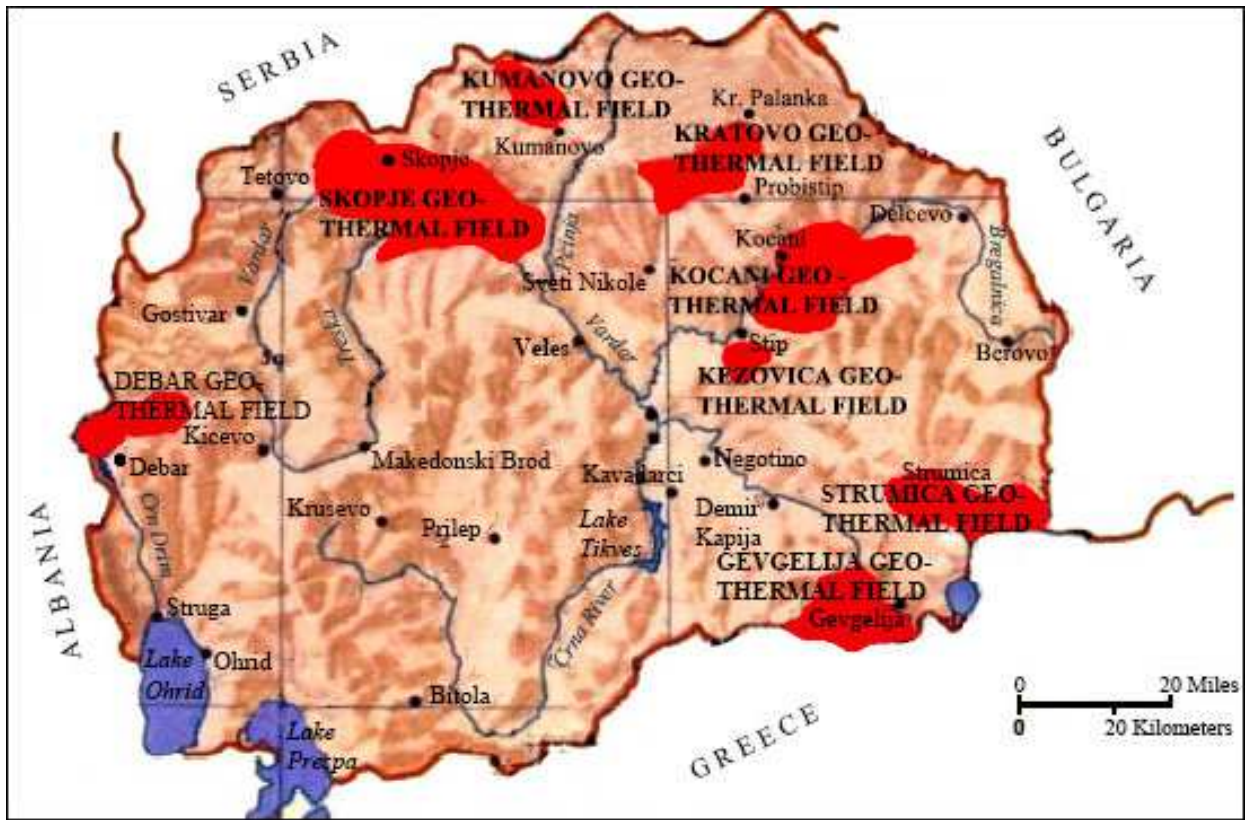 SERBIA
KUMANOVO GEO-
THERMAL FIELD
Kumanovo
Kr. Palanka
KRATOVO GEO-
THERMAL FIELD
Probistip
BULGARIA
Skopje
SKOPJE GEO-
THERMAL FIELD
Tetovo
Vardar
Pcinja
Delcevo
Kocani
KOCANI GEO -
THERMAL FIELD
Bregalnica
Sveti Nikole
Gostivar
Treska
Veles
Vardar
Stip
Berovo
KEZOVICA GEO-
THERMAL FIELD
DEBAR GEO-
THERMAL FIELD
Kicevo
Debar
Makedonski Brod
Negotino
Kavadarci
Strumica
STRUMICA GEO-
THERMAL FIELD
Krusevo
Prilep
Lake
Tikves
Demir
Kapija
Crn Drim
ALBANIA
GEVGELIJA GEO-
THERMAL FIELD
Gevgelija
Struga
Crna River
Lake
Ohrid
Ohrid
Bitola
Lake
Prespa
GREECE
0 20 Miles
0 20 Kilometers